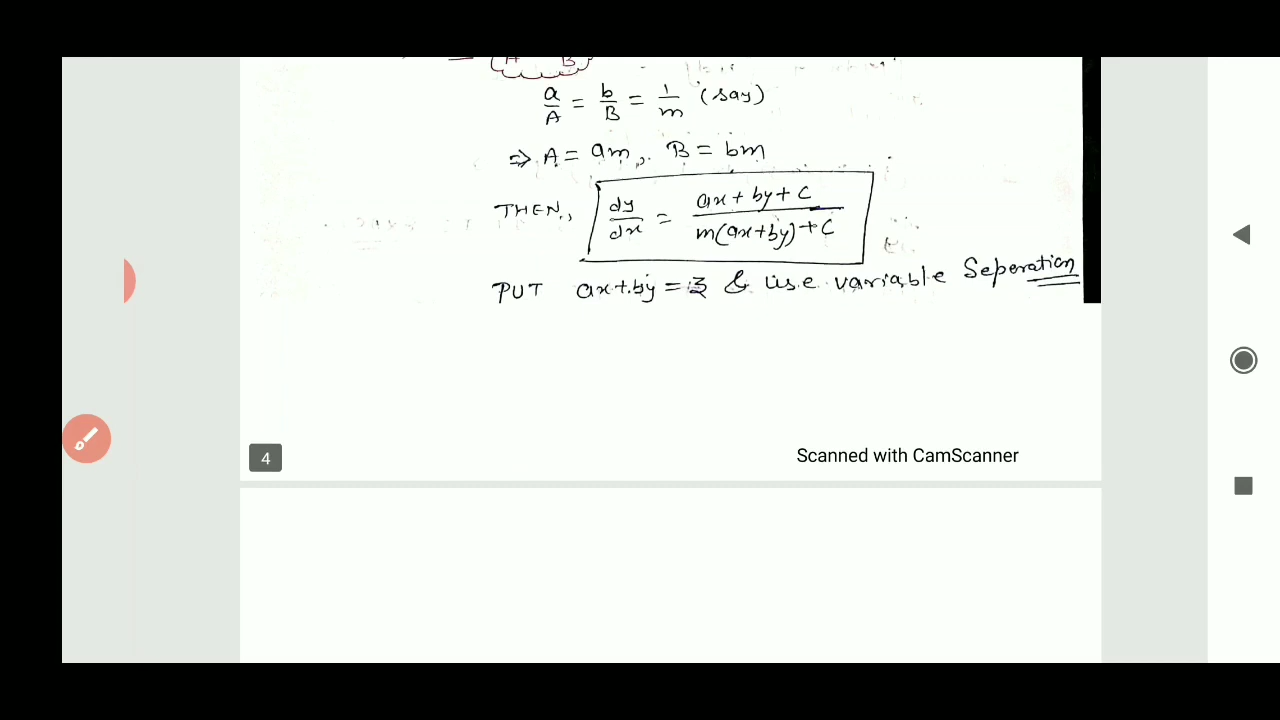 A B
a/A = b/B = 1/m (say)
⇒ A = am, B = bm
THEN, dy/dx = ax + by + c / m(ax+by) + C
PUT ax+by = z & use variable Seperation
4
Scanned with CamScanner